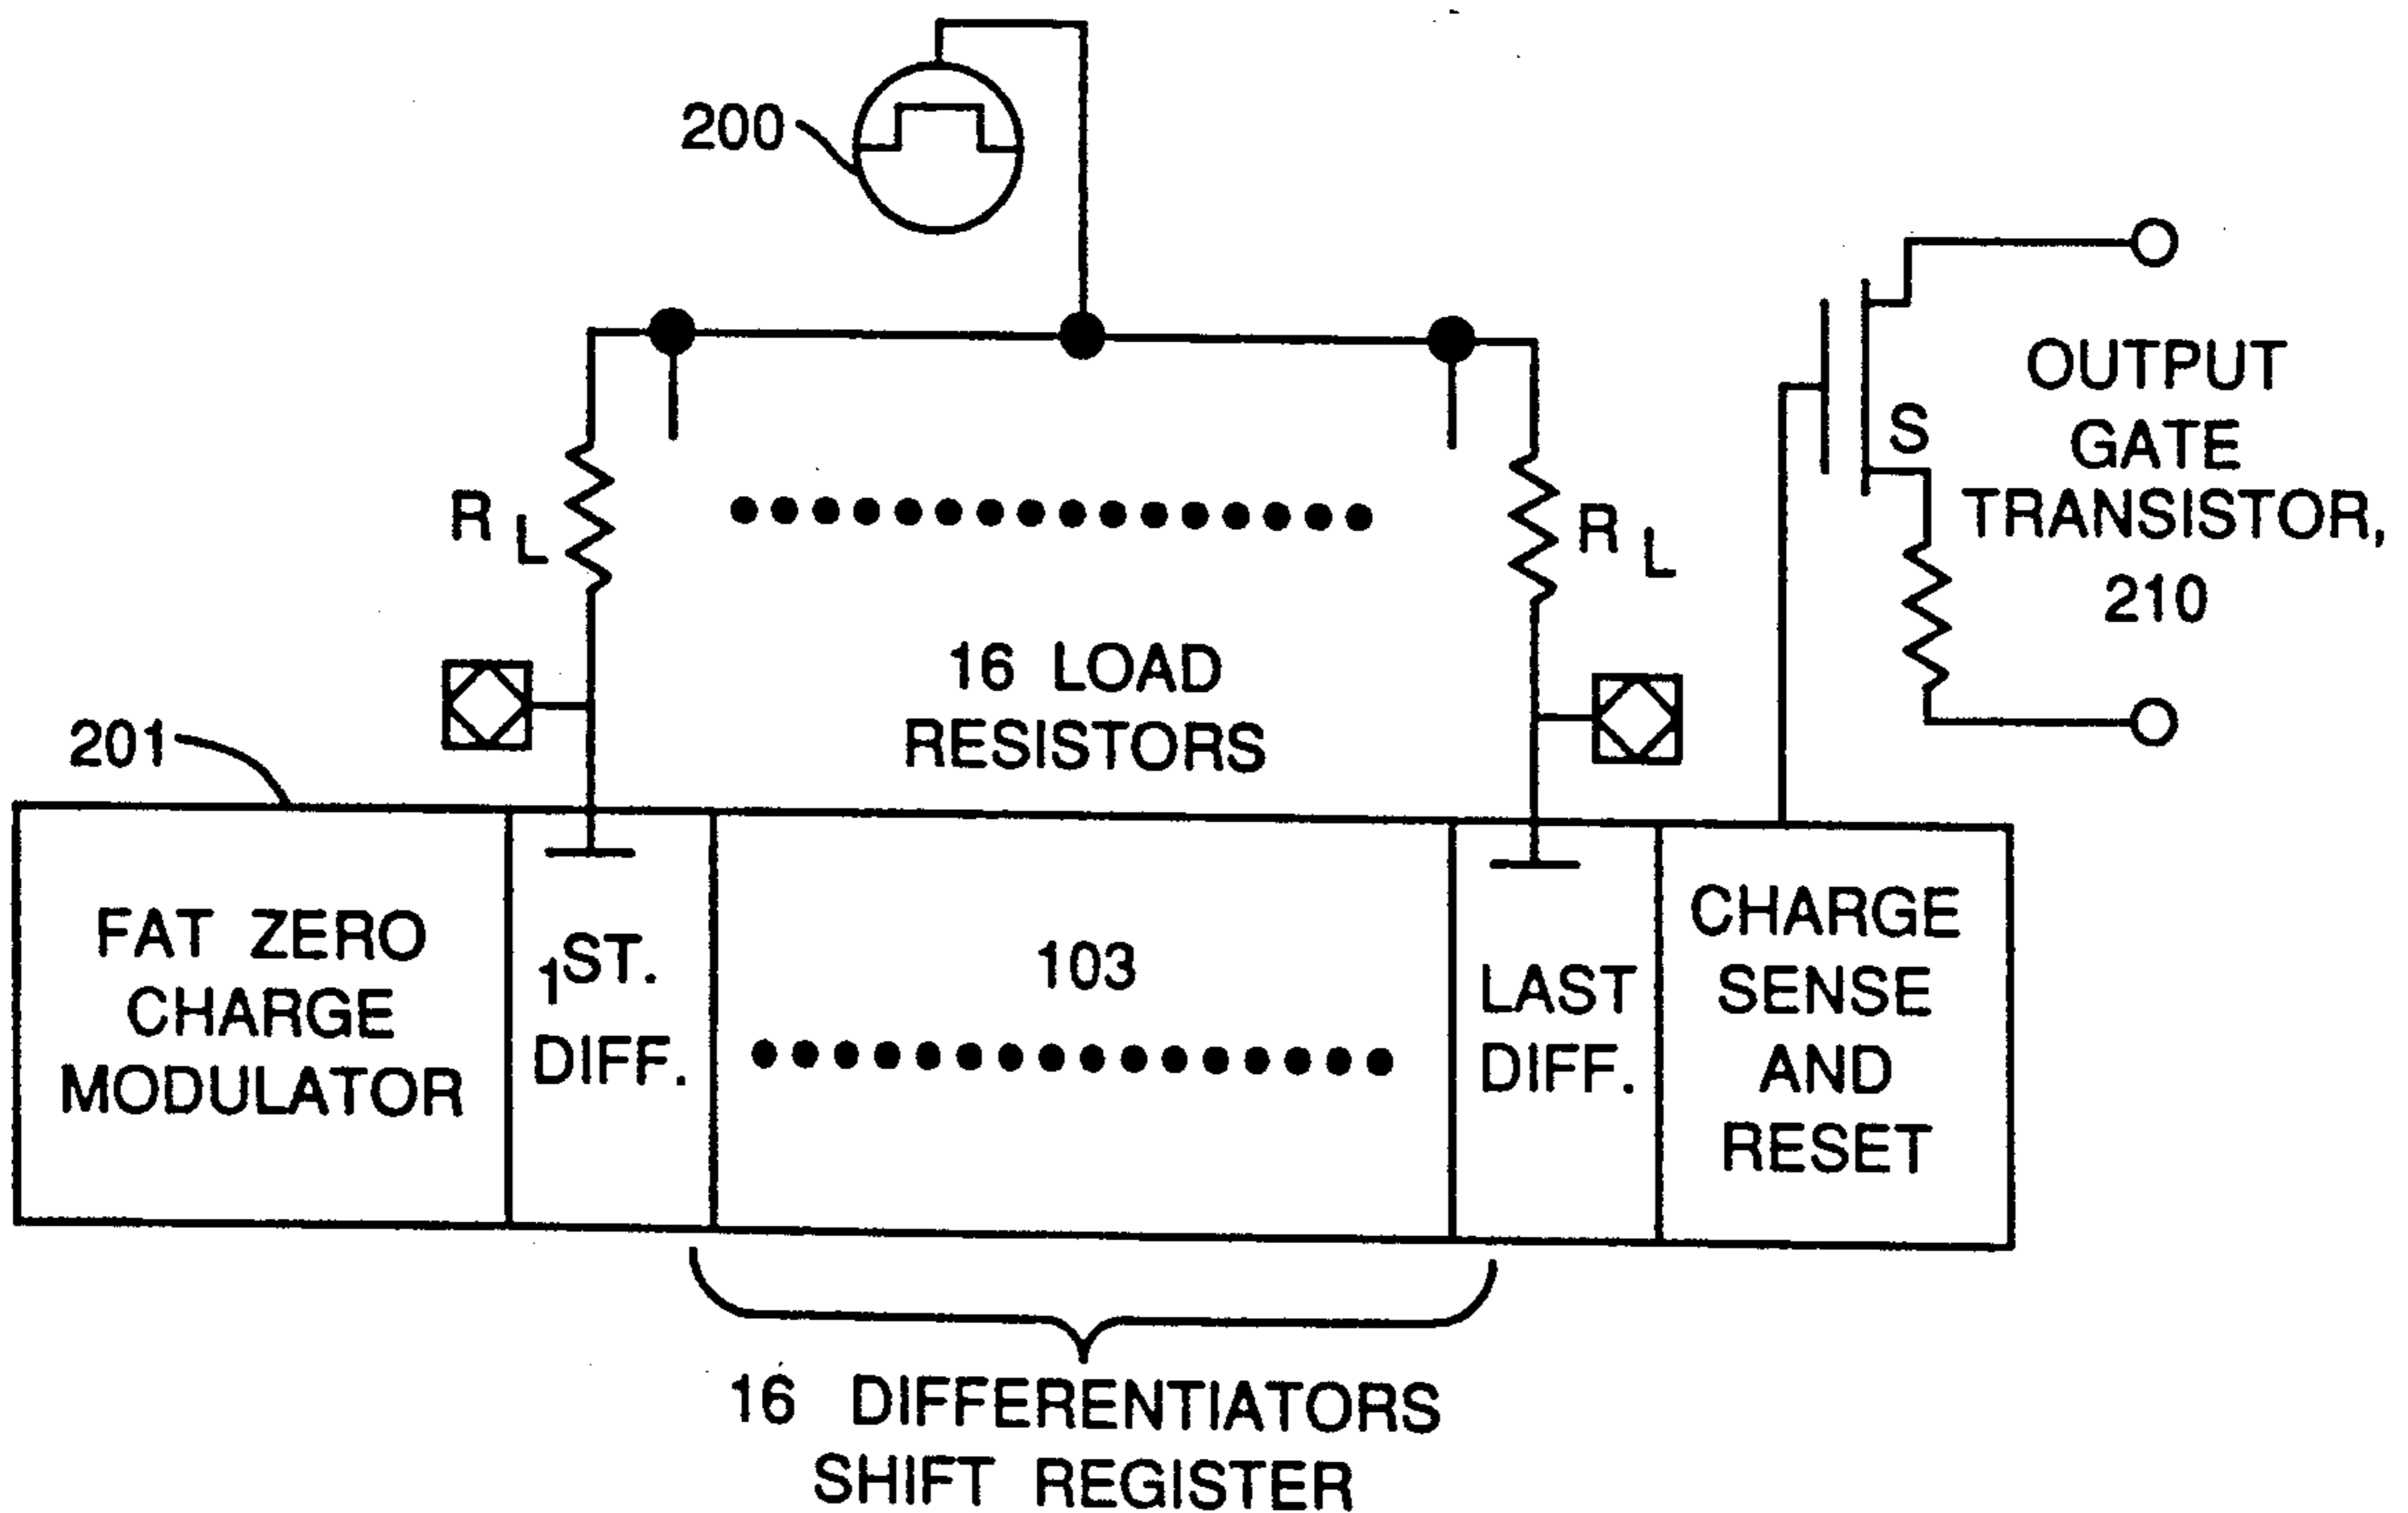 200
OUTPUT
GATE
TRANSISTOR,
210
S
R L
R L
16 LOAD
RESISTORS
201
FAT ZERO
CHARGE
MODULATOR
1ST.
DIFF.
103
LAST
DIFF.
CHARGE
SENSE
AND
RESET
16 DIFFERENTIATORS
SHIFT REGISTER